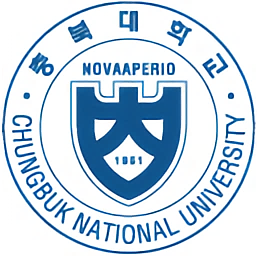 충북대학교
NOVAAPERIO
1951
CHUNGBUK NATIONAL UNIVERSITY